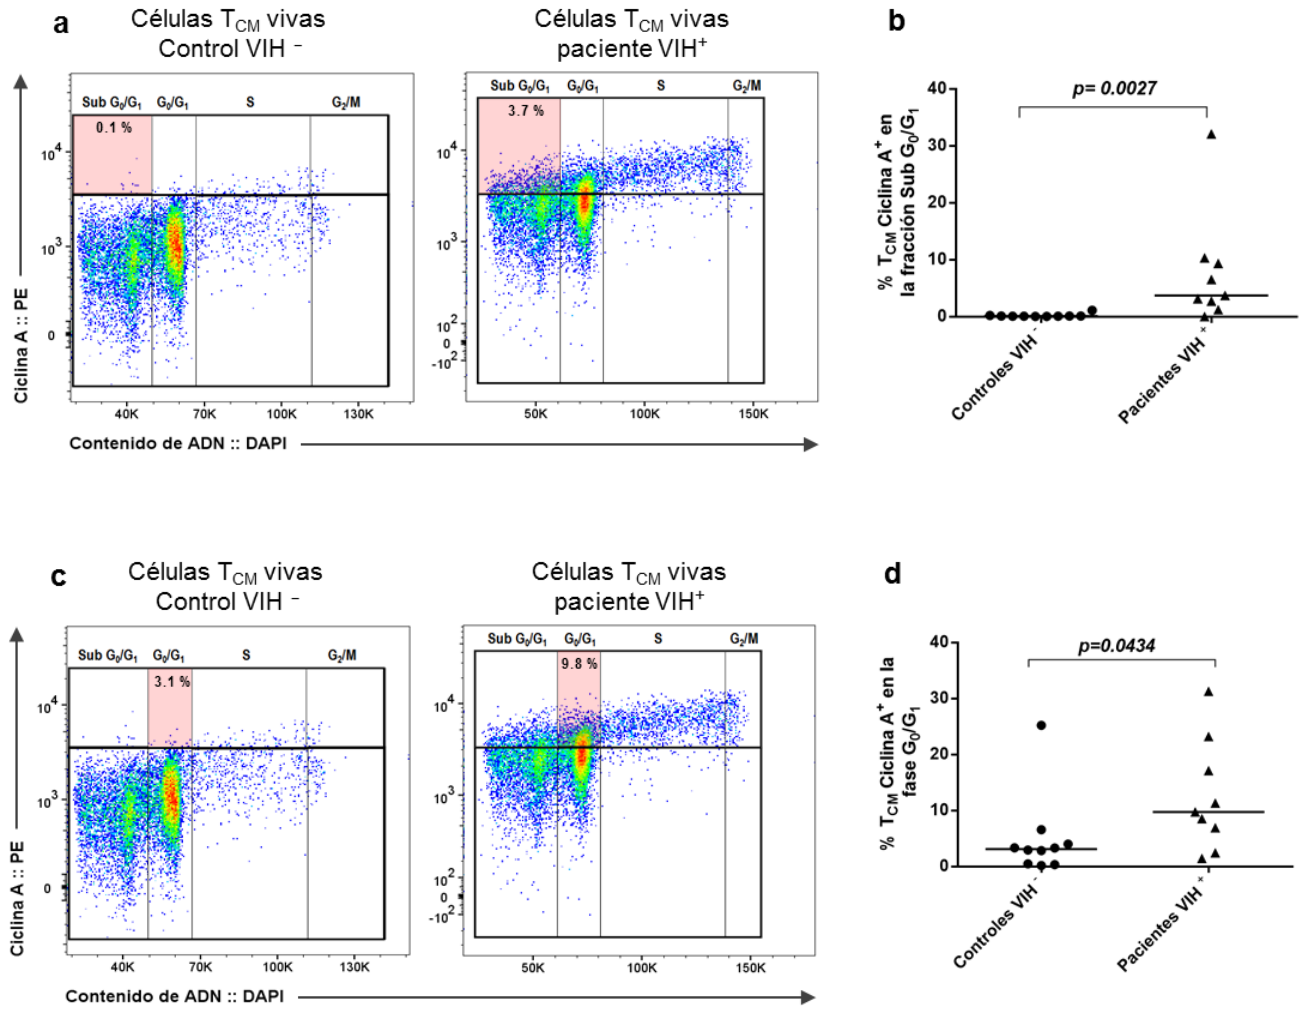 a
Células T_CM vivas
Control VIH ⁻
Células T_CM vivas
paciente VIH⁺
Sub G₀/G₁ G₀/G₁ S G₂/M
0.1 %
10⁴
10³
0
40K 70K 100K 130K
Sub G₀/G₁ G₀/G₁ S G₂/M
3.7 %
10⁴
10³
10²
0
-10²
50K 100K 150K
Ciclina A :: PE
Contenido de ADN :: DAPI
b
p= 0.0027
% T_CM Ciclina A⁺ en
la fracción Sub G₀/G₁
40
30
20
10
0
Controles VIH⁻
Pacientes VIH⁺
c
Células T_CM vivas
Control VIH ⁻
Células T_CM vivas
paciente VIH⁺
Sub G₀/G₁ G₀/G₁ S G₂/M
3.1 %
10⁴
10³
0
40K 70K 100K 130K
Sub G₀/G₁ G₀/G₁ S G₂/M
9.8 %
10⁴
10³
10²
0
-10²
50K 100K 150K
Ciclina A :: PE
Contenido de ADN :: DAPI
d
p=0.0434
% T_CM Ciclina A⁺ en la
fase G₀/G₁
40
30
20
10
0
Controles VIH⁻
Pacientes VIH⁺